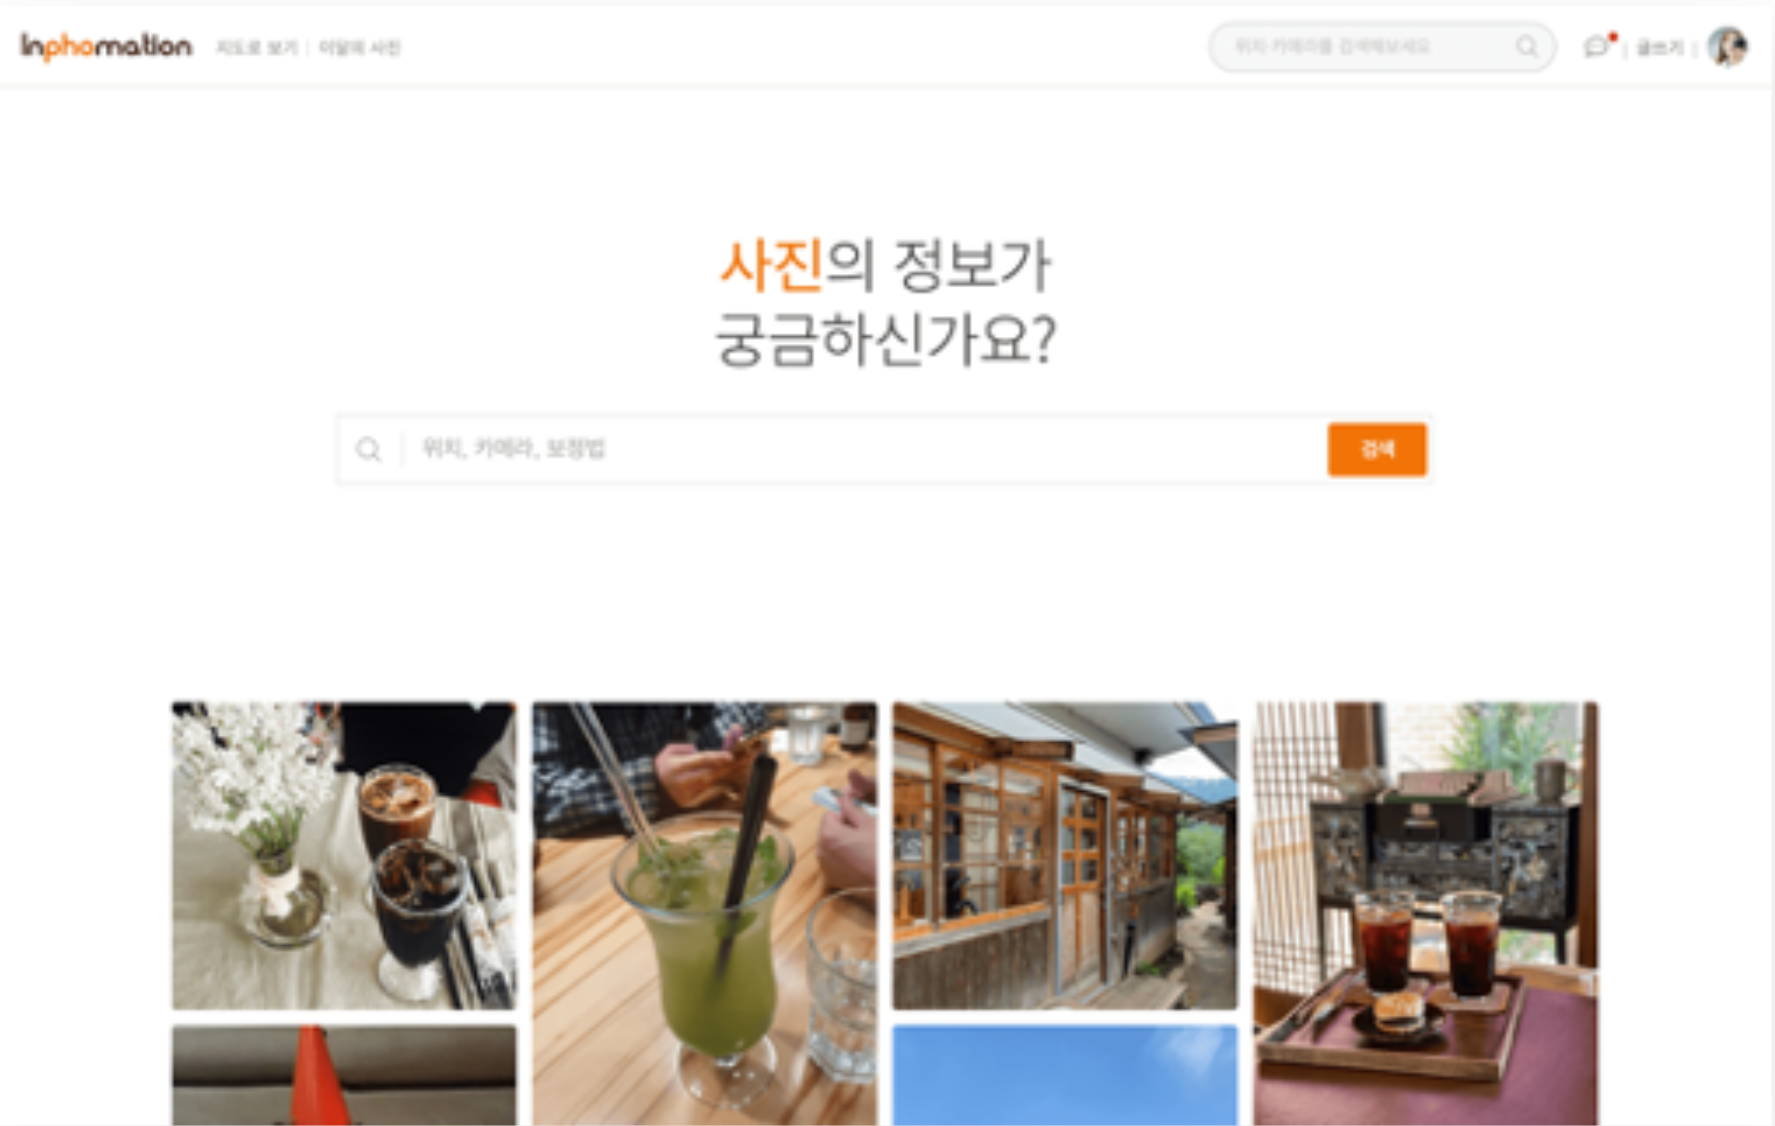 Inphomation
지도로 보기 | 이달의 사진
위치·카메라를 검색해보세요
글쓰기
사진의 정보가
궁금하신가요?
위치, 카메라, 보정법
검색